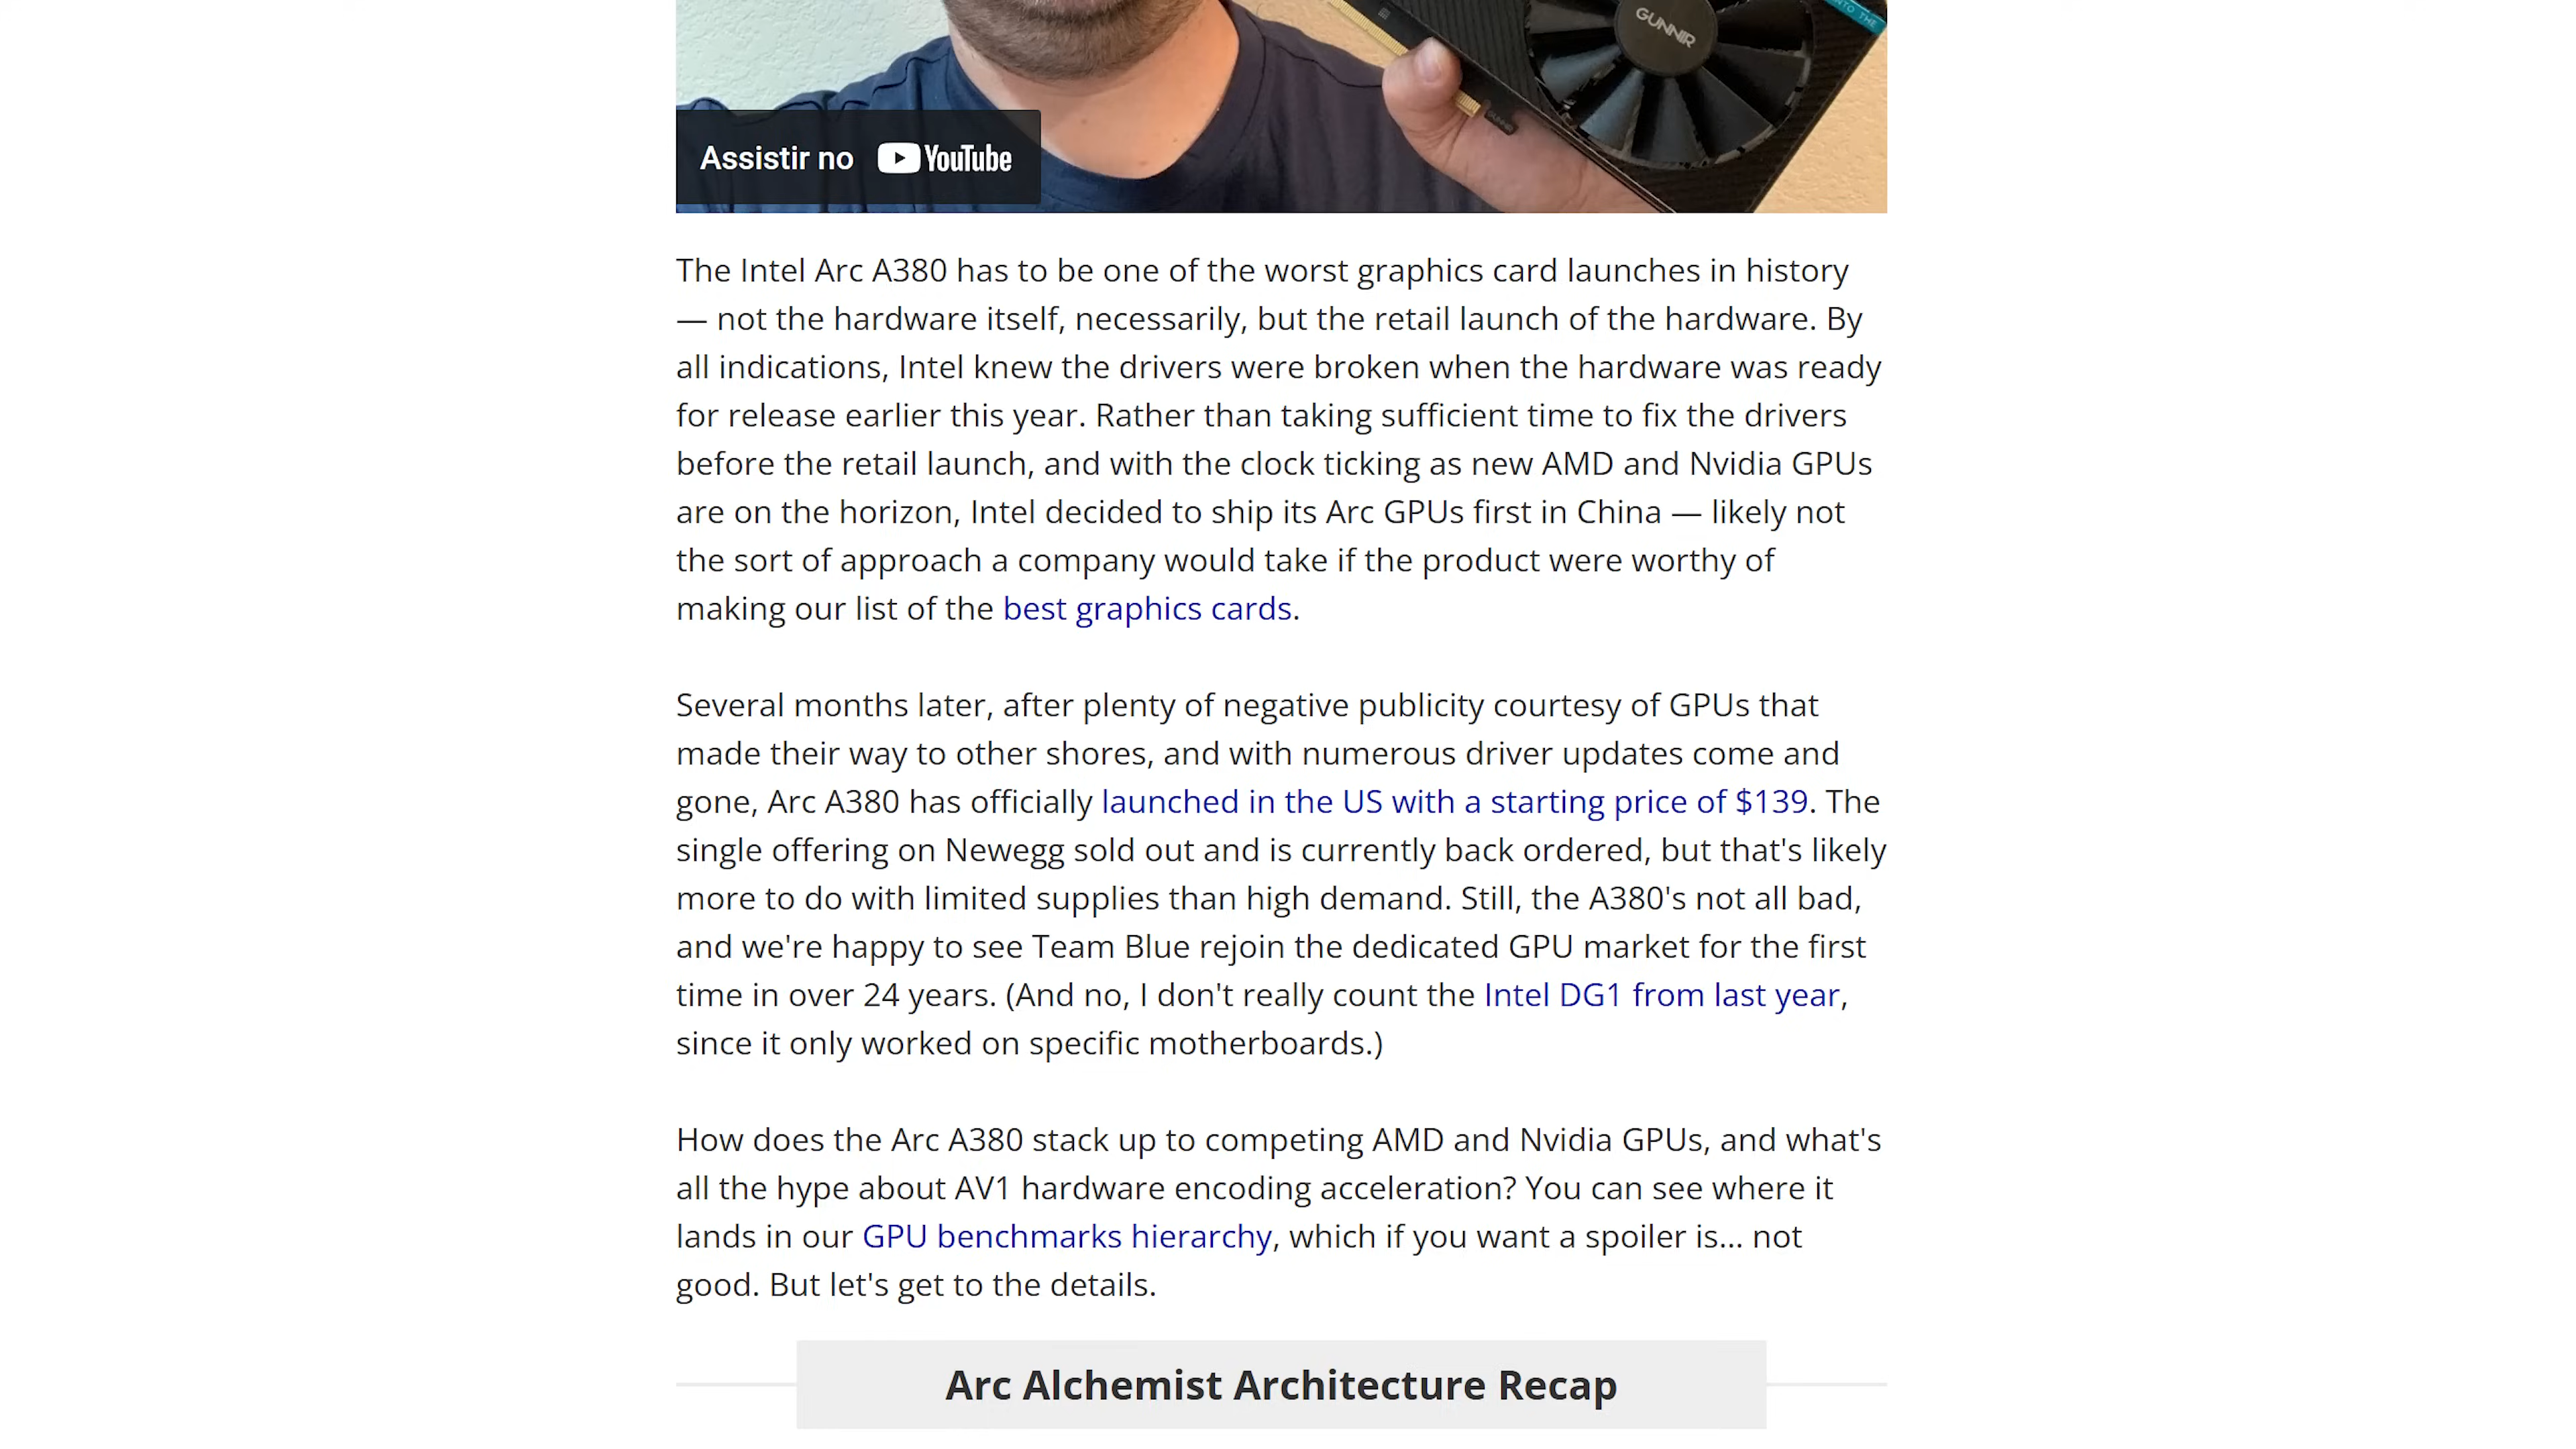 GUNNIR
NTO THE
Assistir no YouTube
The Intel Arc A380 has to be one of the worst graphics card launches in history
— not the hardware itself, necessarily, but the retail launch of the hardware. By
all indications, Intel knew the drivers were broken when the hardware was ready
for release earlier this year. Rather than taking sufficient time to fix the drivers
before the retail launch, and with the clock ticking as new AMD and Nvidia GPUs
are on the horizon, Intel decided to ship its Arc GPUs first in China — likely not
the sort of approach a company would take if the product were worthy of
making our list of the best graphics cards.
Several months later, after plenty of negative publicity courtesy of GPUs that
made their way to other shores, and with numerous driver updates come and
gone, Arc A380 has officially launched in the US with a starting price of $139. The
single offering on Newegg sold out and is currently back ordered, but that's likely
more to do with limited supplies than high demand. Still, the A380's not all bad,
and we're happy to see Team Blue rejoin the dedicated GPU market for the first
time in over 24 years. (And no, I don't really count the Intel DG1 from last year,
since it only worked on specific motherboards.)
How does the Arc A380 stack up to competing AMD and Nvidia GPUs, and what's
all the hype about AV1 hardware encoding acceleration? You can see where it
lands in our GPU benchmarks hierarchy, which if you want a spoiler is... not
good. But let's get to the details.
Arc Alchemist Architecture Recap